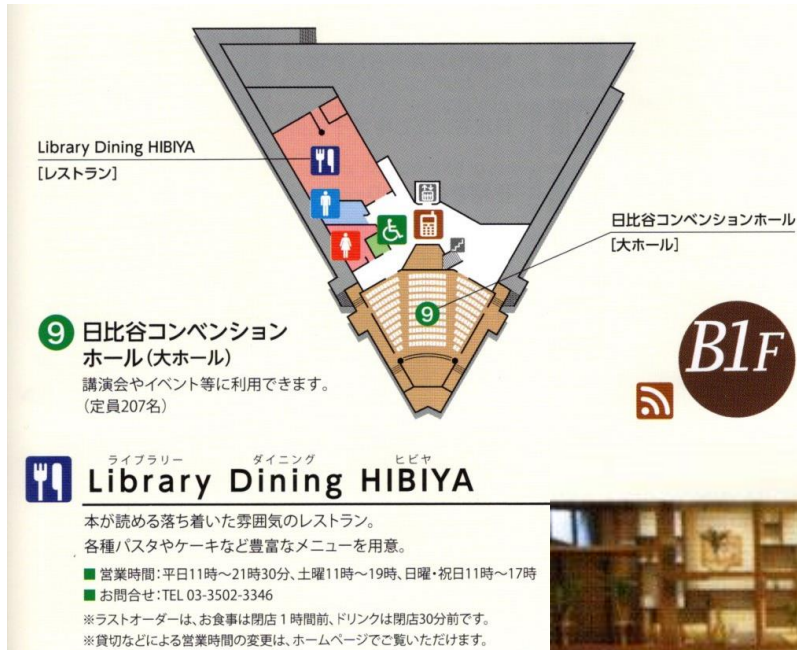 Library Dining HIBIYA
[レストラン]
日比谷コンベンションホール
[大ホール]
9
9 日比谷コンベンション
ホール(大ホール)
講演会やイベント等に利用できます。
(定員207名)
B1F
ライブラリー ダイニング ヒビヤ
Library Dining HIBIYA
本が読める落ち着いた雰囲気のレストラン。
各種パスタやケーキなど豊富なメニューを用意。
■ 営業時間:平日11時〜21時30分、土曜11時〜19時、日曜・祝日11時〜17時
■ お問合せ:TEL 03-3502-3346
※ラストオーダーは、お食事は閉店1時間前、ドリンクは閉店30分前です。
※貸切などによる営業時間の変更は、ホームページでご覧いただけます。